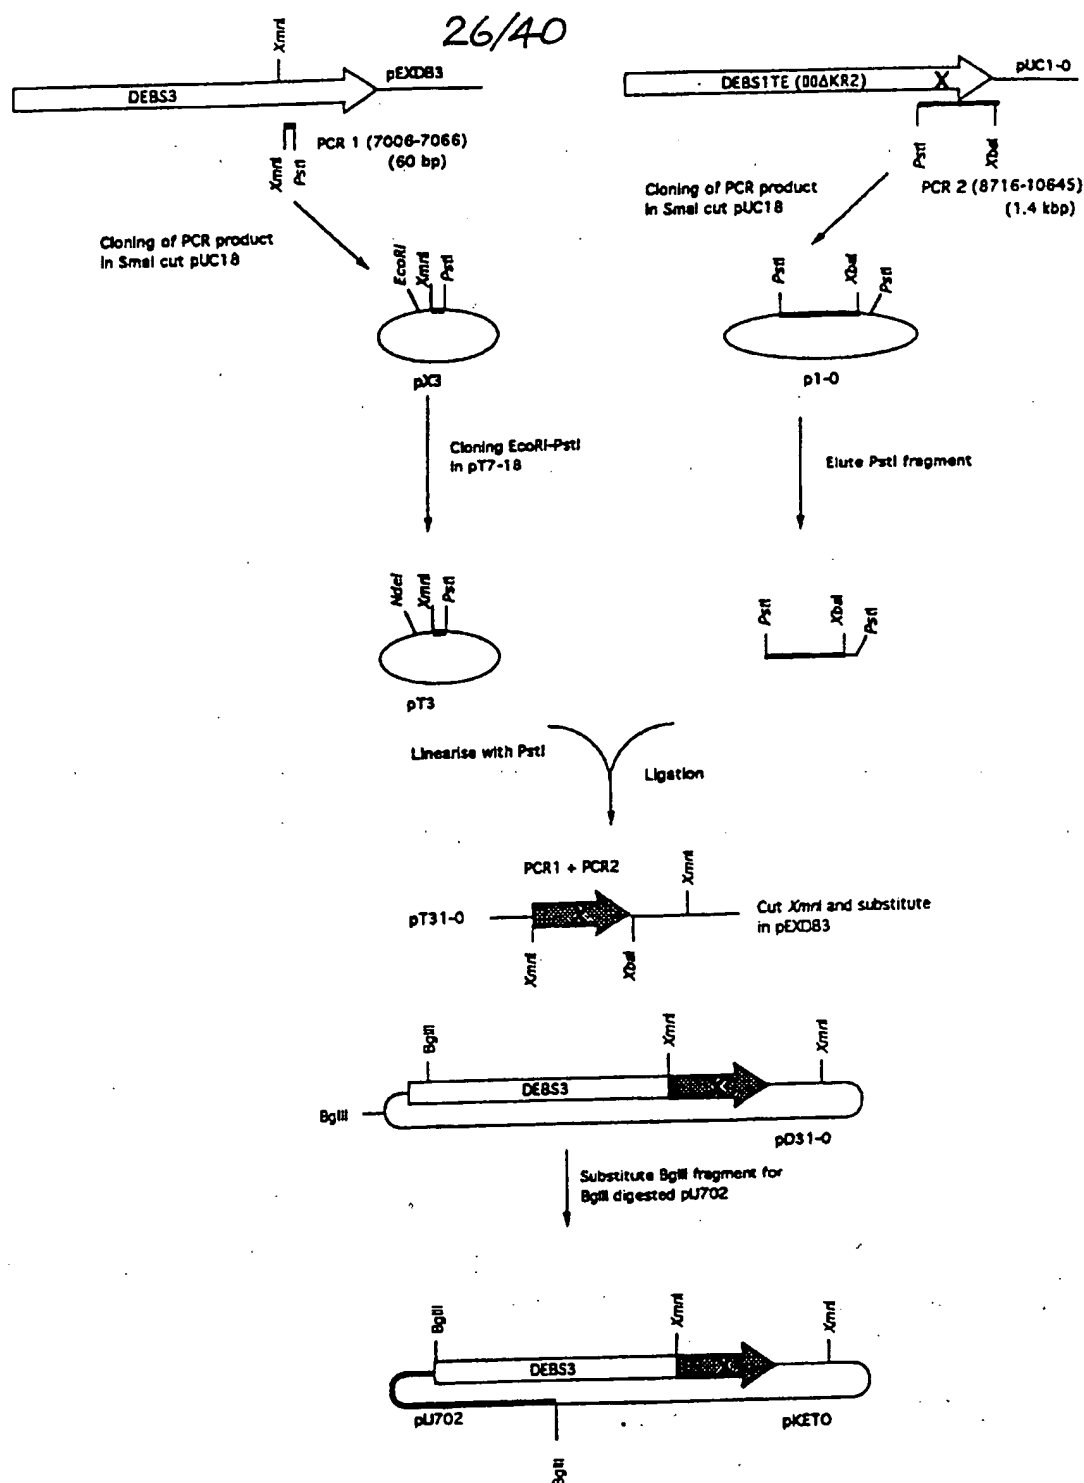 26/40
XmnI
pEXD83
DEBS3
PCR 1 (7006-7066)
(60 bp)
XmnI
PstI
Cloning of PCR product
in SmaI cut pUC18
EcoRI
XmnI
PstI
pX3
Cloning EcoRI-PstI
in pT7-18
NdeI
XmnI
PstI
pT3
pUC1-0
DEBS1TE (00ΔKR2)
X
PstI
XbaI
PCR 2 (8716-10645)
(1.4 kbp)
Cloning of PCR product
in SmaI cut pUC18
PstI
XbaI
PstI
p1-0
Elute PstI fragment
PstI
XbaI
PstI
Linearise with PstI
Ligation
PCR1 + PCR2
XmnI
pT31-0
X
XmnI
XbaI
Cut XmnI and substitute
in pEXD83
BglII
XmnI
XmnI
DEBS3
X
BglII
pD31-0
Substitute BglII fragment for
BglII digested pIJ702
BglII
XmnI
XmnI
DEBS3
X
pIJ702
pKETO
BglII